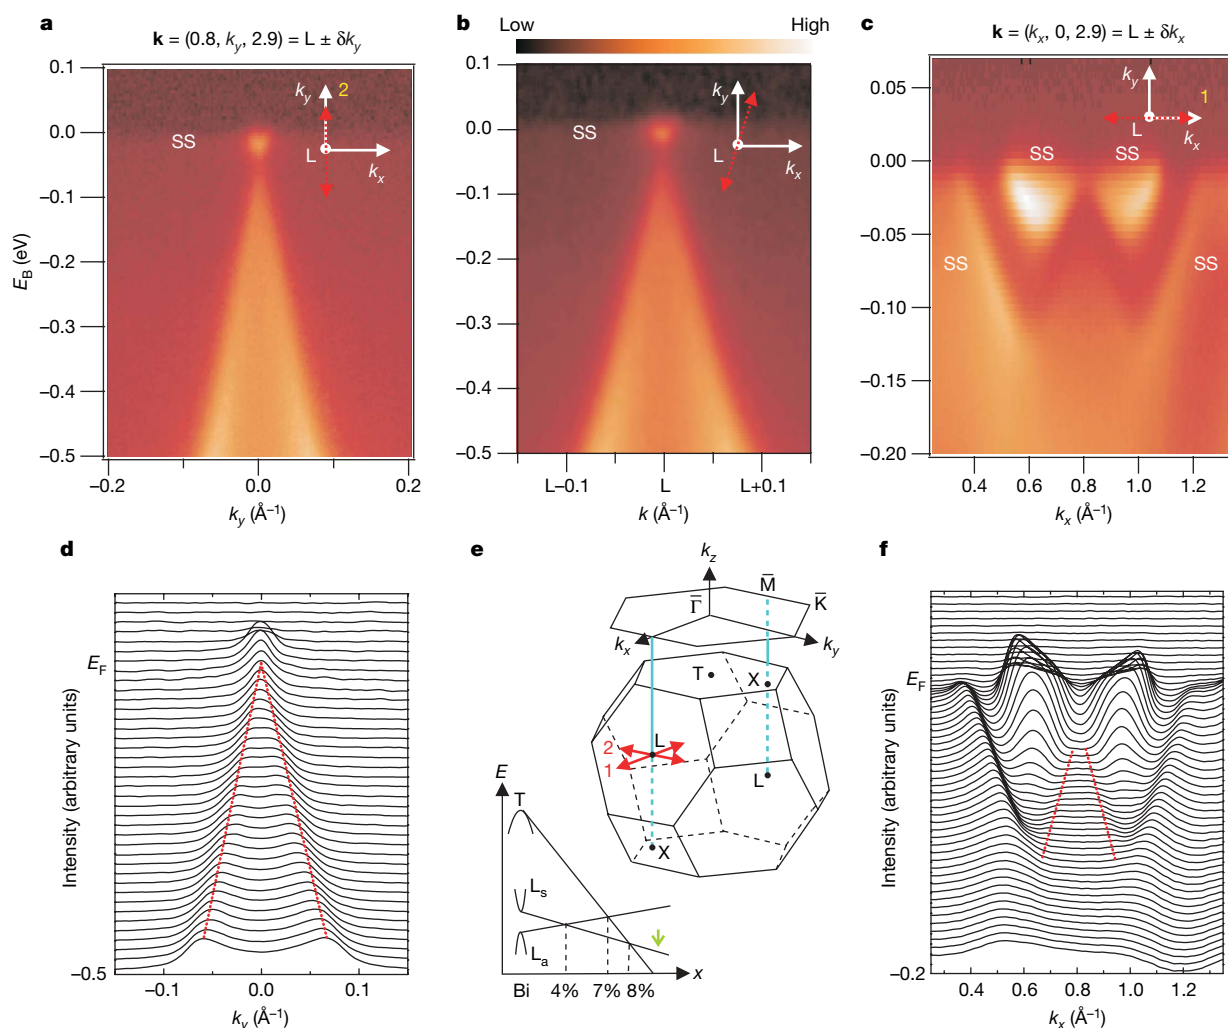 a
k = (0.8, ky, 2.9) = L ± δky
0.1
0.0
−0.1
−0.2
−0.3
−0.4
−0.5
EB (eV)
SS
ky
2
L
kx
−0.2
0.0
0.2
ky (Å−1)
b
Low
High
0.1
0.0
−0.1
−0.2
−0.3
−0.4
−0.5
SS
ky
L
kx
L−0.1
L
L+0.1
k (Å−1)
c
k = (kx, 0, 2.9) = L ± δkx
0.05
0.00
−0.05
−0.10
−0.15
−0.20
ky
1
L
kx
SS
SS
SS
SS
0.4
0.6
0.8
1.0
1.2
kx (Å−1)
d
EF
−0.5
Intensity (arbitrary units)
−0.1
0.0
0.1
ky (Å−1)
e
kz
M̄
Γ̄
K̄
kx
ky
T
X
2
L
1
L
X
E
T
Ls
La
x
Bi
4%
7%
8%
f
EF
−0.2
Intensity (arbitrary units)
0.4
0.6
0.8
1.0
1.2
kx (Å−1)